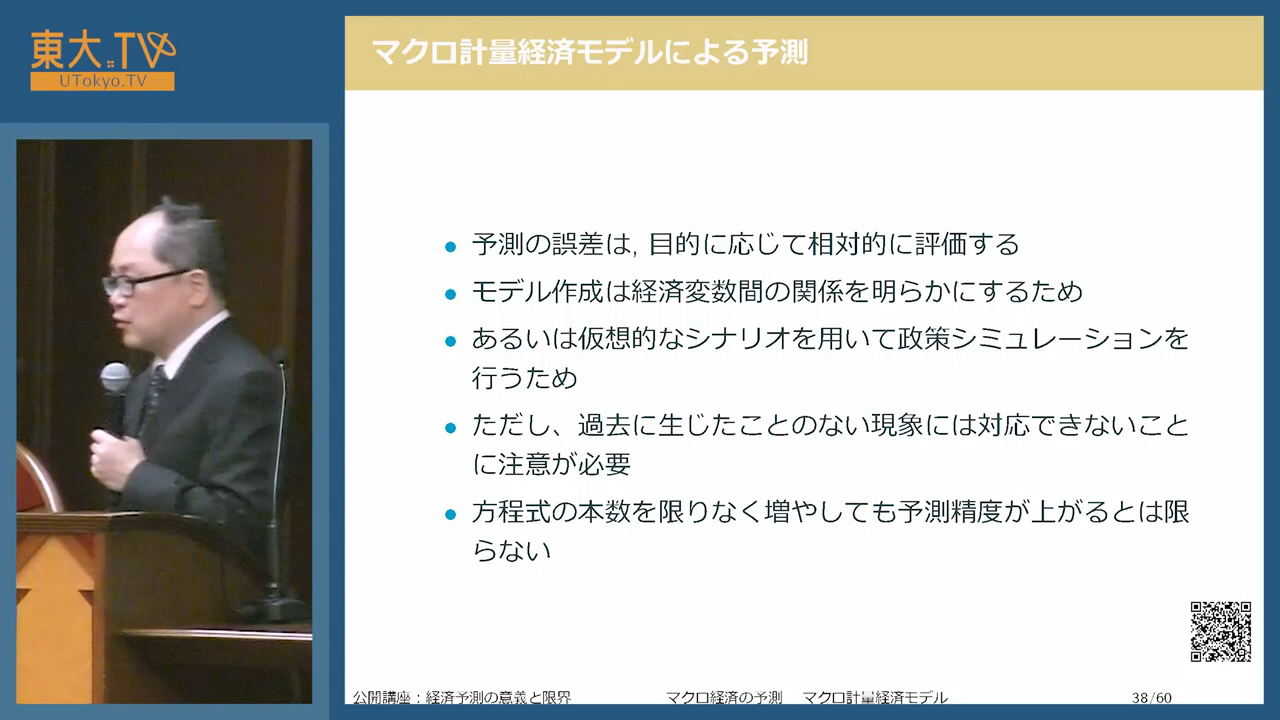 東大.TV
UTokyo.TV
マクロ計量経済モデルによる予測
予測の誤差は, 目的に応じて相対的に評価する
モデル作成は経済変数間の関係を明らかにするため
あるいは仮想的なシナリオを用いて政策シミュレーションを
行うため
ただし、過去に生じたことのない現象には対応できないこと
に注意が必要
方程式の本数を限りなく増やしても予測精度が上がるとは限
らない
公開講座：経済予測の意義と限界 マクロ経済の予測 マクロ計量経済モデル 38/60